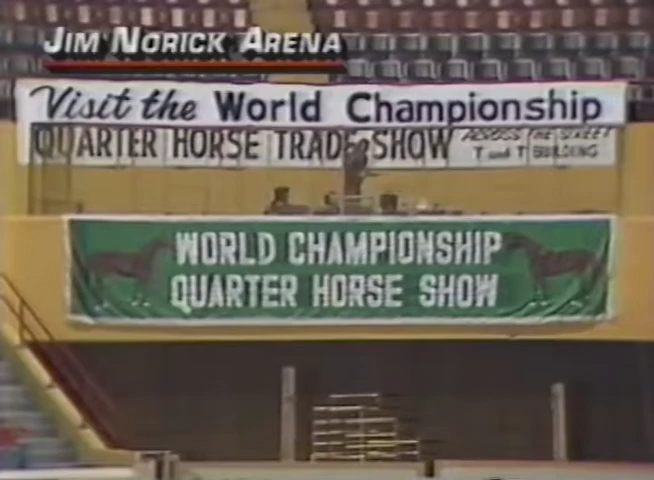 JIM NORICK ARENA
Visit the World Championship
QUARTER HORSE TRADE SHOW
ACROSS THE STREET
T and T BUILDING
WORLD CHAMPIONSHIP
QUARTER HORSE SHOW